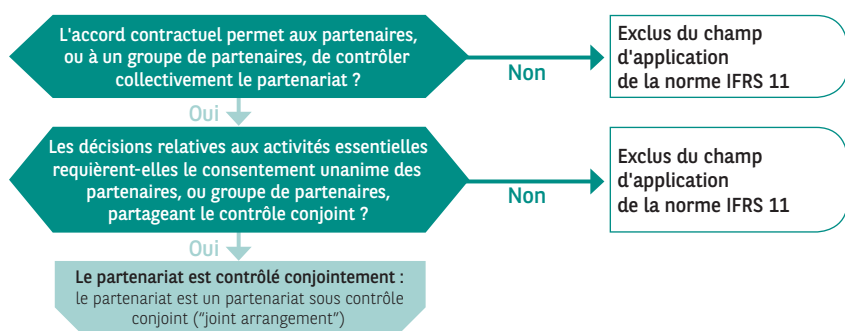 L'accord contractuel permet aux partenaires,
ou à un groupe de partenaires, de contrôler
collectivement le partenariat ?
Non
Exclus du champ
d'application
de la norme IFRS 11
Oui
Les décisions relatives aux activités essentielles
requièrent-elles le consentement unanime des
partenaires, ou groupe de partenaires,
partageant le contrôle conjoint ?
Non
Exclus du champ
d'application
de la norme IFRS 11
Oui
Le partenariat est contrôlé conjointement :
le partenariat est un partenariat sous contrôle
conjoint ("joint arrangement")